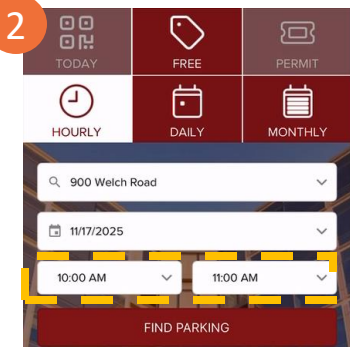 2
TODAY FREE PERMIT
HOURLY DAILY MONTHLY
900 Welch Road
11/17/2025
10:00 AM 11:00 AM
FIND PARKING